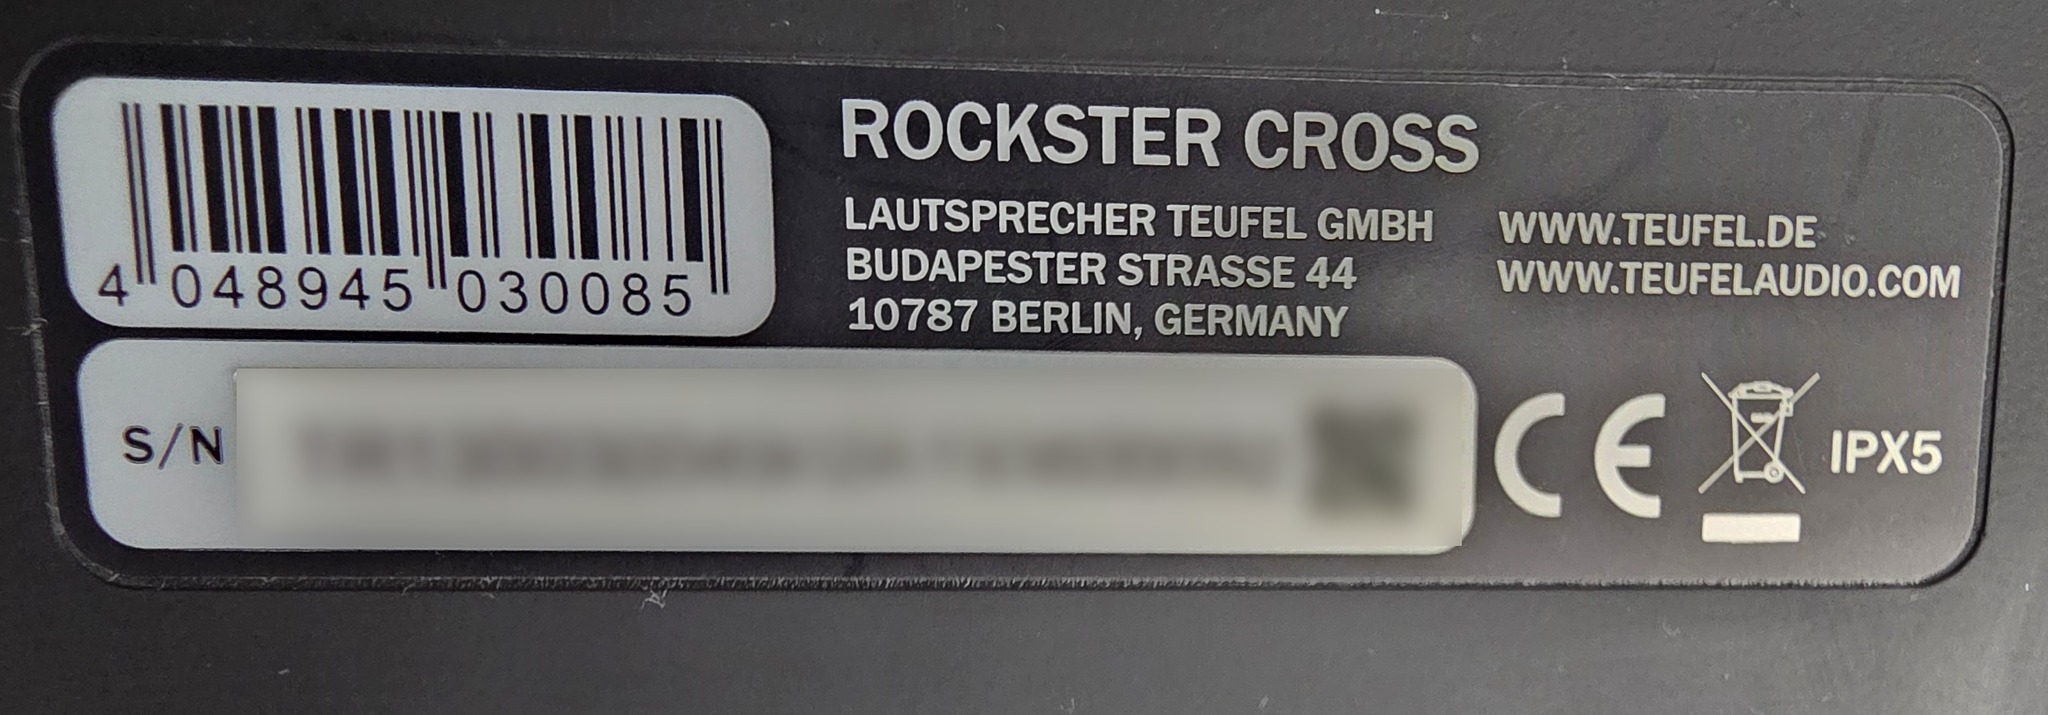 4 048945 030085
ROCKSTER CROSS
LAUTSPRECHER TEUFEL GMBH
BUDAPESTER STRASSE 44
10787 BERLIN, GERMANY
WWW.TEUFEL.DE
WWW.TEUFELAUDIO.COM
S/N
CE
IPX5